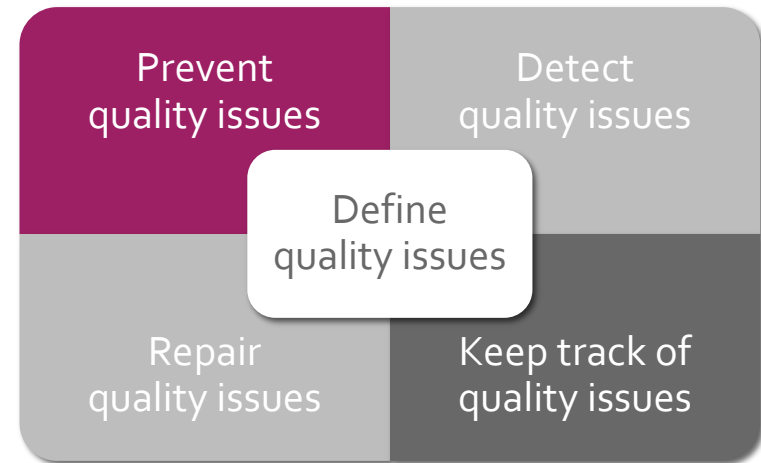 Prevent
quality issues
Detect
quality issues
Define
quality issues
Repair
quality issues
Keep track of
quality issues